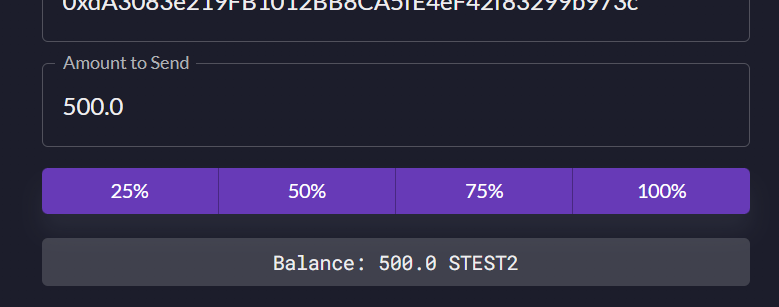 0xdA3083e219FB1012BB8CA5fE4eF42f83299b973c
Amount to Send
500.0
25% 50% 75% 100%
Balance: 500.0 STEST2